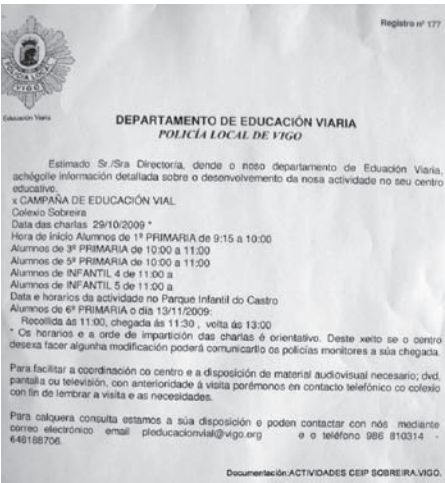 Registro nº 177
POLICIA LOCAL
VIGO
Educación Viaria
DEPARTAMENTO DE EDUCACIÓN VIARIA
POLICÍA LOCAL DE VIGO
Estimado Sr./Sra Director/a, dende o noso departamento de Eduación Viaria,
achégolle información detallada sobre o desenvolvemento da nosa actividade no seu centro
educativo.
x CAMPAÑA DE EDUCACIÓN VIAL
Colexio Sobreira
Data das charlas 29/10/2009 *
Hora de inicio Alumnos de 1ª PRIMARIA de 9:15 a 10:00
Alumnos de 3ª PRIMARIA de 10:00 a 11:00
Alumnos de 5ª PRIMARIA de 10:00 a 11:00
Alumnos de INFANTIL 4 de 11:00 a
Alumnos de INFANTIL 5 de 11:00 a
Data e horarios da actividade no Parque Infantil do Castro
Alumnos de 6ª PRIMARIA o día 13/11/2009:
Recollida ás 11:00, chegada ás 11:30 , volta ás 13:00
* Os horarios e a orde de impartición das charlas é orientativo. Deste xeito se o centro
desexa facer algunha modificación poderá comunicarllo os policías monitores a súa chegada.
Para facilitar a coordinación co centro e a disposición de material audiovisual necesario; dvd,
pantalla ou televisión, con anterioridade á visita porémonos en contacto telefónico co colexio
con fin de lembrar a visita e as necesidades.
Para calquera consulta estamos a súa disposición e poden contactar con nós mediante
correo electrónico email pleducacionvial@vigo.org e o teléfono 986 810314 -
648188706.
Documentación:ACTIVIDADES CEIP SOBREIRA.VIGO.